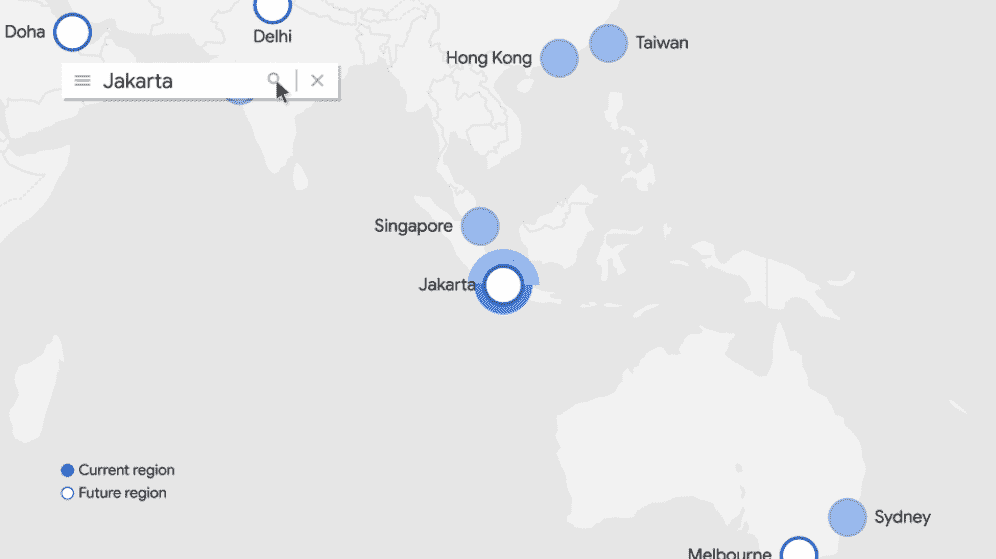 Doha
Delhi
Hong Kong
Taiwan
Jakarta
Singapore
Jakarta
Current region
Future region
Sydney
Melbourne